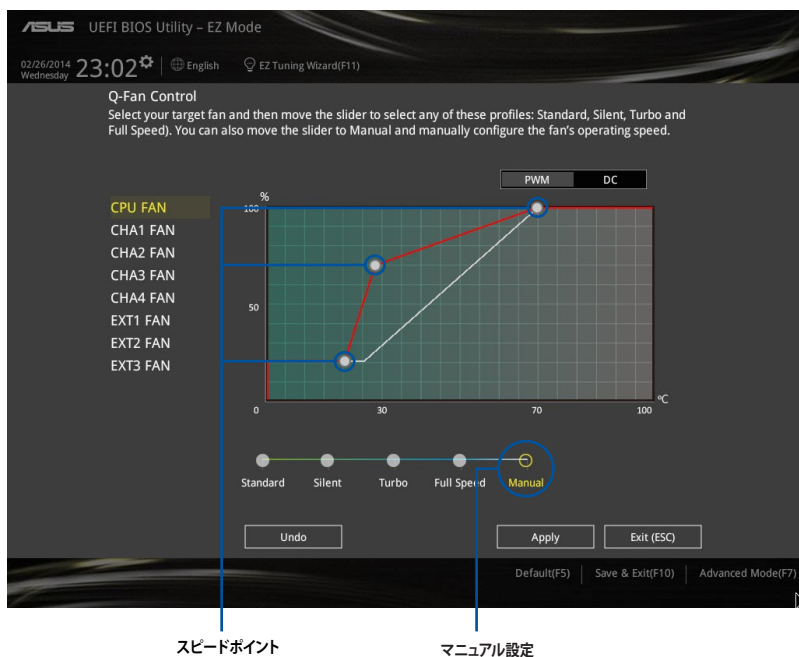 ASUS UEFI BIOS Utility – EZ Mode
02/26/2014
Wednesday
23:02
English
EZ Tuning Wizard(F11)
Q-Fan Control
Select your target fan and then move the slider to select any of these profiles: Standard, Silent, Turbo and
Full Speed). You can also move the slider to Manual and manually configure the fan's operating speed.
PWM DC
CPU FAN
CHA1 FAN
CHA2 FAN
CHA3 FAN
CHA4 FAN
EXT1 FAN
EXT2 FAN
EXT3 FAN
%
100
50
0 30 70 100
°C
Standard Silent Turbo Full Speed Manual
Undo Apply Exit (ESC)
Default(F5) Save & Exit(F10) Advanced Mode(F7)
スピードポイント
マニュアル設定